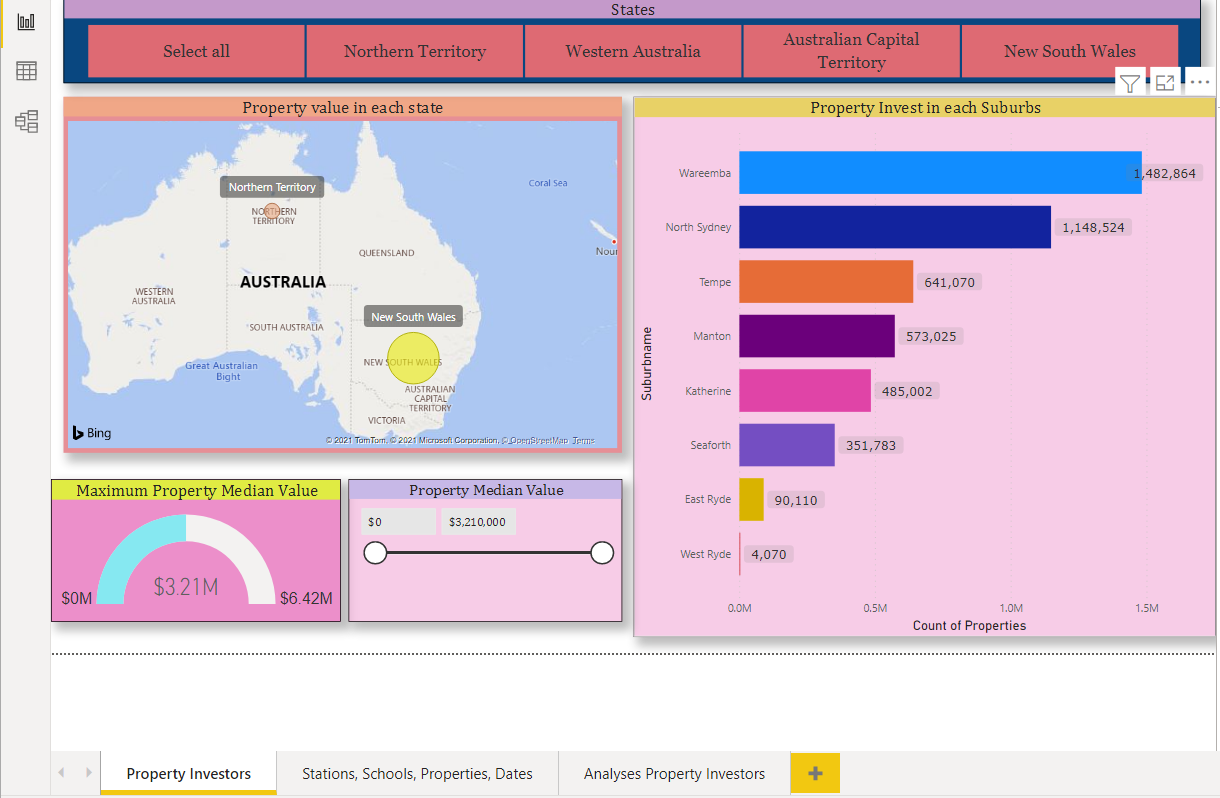 States
Select all
Northern Territory
Western Australia
Australian Capital
Territory
New South Wales
Property value in each state
Northern Territory
NORTHERN
TERRITORY
Coral Sea
QUEENSLAND
AUSTRALIA
WESTERN
AUSTRALIA
SOUTH AUSTRALIA
New South Wales
NEW SOUTH WALES
Great Australian
Bight
AUSTRALIAN
CAPITAL
TERRITORY
VICTORIA
Nour
Bing
© 2021 TomTom, © 2021 Microsoft Corporation, © OpenStreetMap Terms
Maximum Property Median Value
$0M
$3.21M
$6.42M
Property Median Value
$0
$3,210,000
Property Invest in each Suburbs
Suburbname
Wareemba
1,482,864
North Sydney
1,148,524
Tempe
641,070
Manton
573,025
Katherine
485,002
Seaforth
351,783
East Ryde
90,110
West Ryde
4,070
0.0M
0.5M
1.0M
1.5M
Count of Properties
Property Investors
Stations, Schools, Properties, Dates
Analyses Property Investors